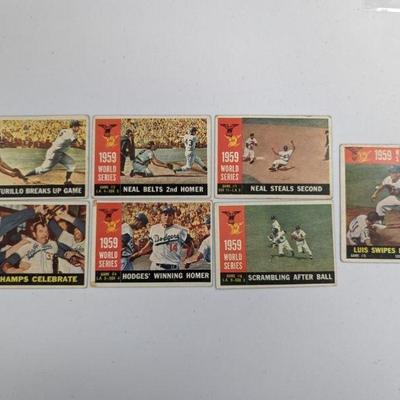 FURILLO BREAKS UP GAME
1959
WORLD
SERIES
NEAL BELTS 2nd HOMER
1959
WORLD
SERIES
NEAL STEALS SECOND
CHAMPS CELEBRATE
1959
WORLD
SERIES
Dodgers
HODGES' WINNING HOMER
1959
WORLD
SERIES
SCRAMBLING AFTER BALL
1959
LUIS SWIPES